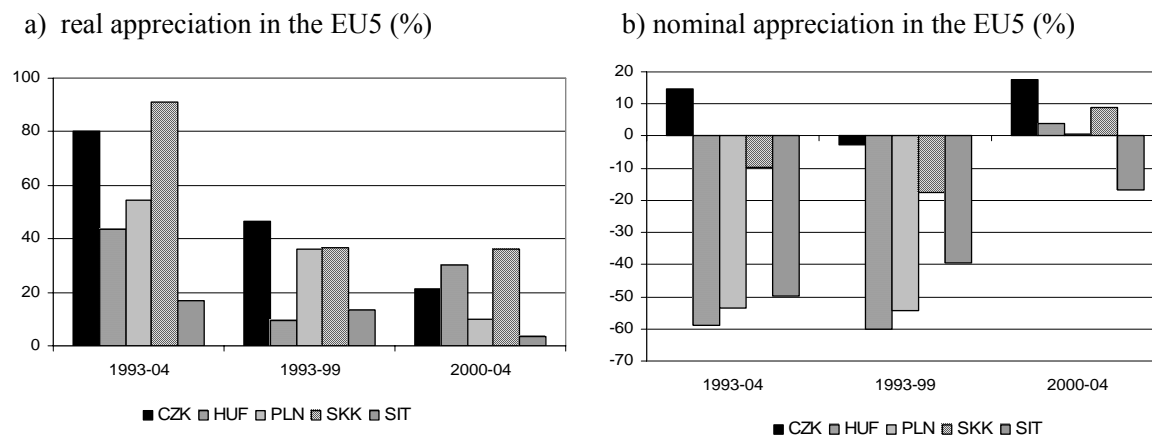 a) real appreciation in the EU5 (%)
100
80
60
40
20
0
1993-04 1993-99 2000-04
CZK HUF PLN SKK SIT
b) nominal appreciation in the EU5 (%)
20
10
0
-10
-20
-30
-40
-50
-60
-70
1993-04 1993-99 2000-04
CZK HUF PLN SKK SIT